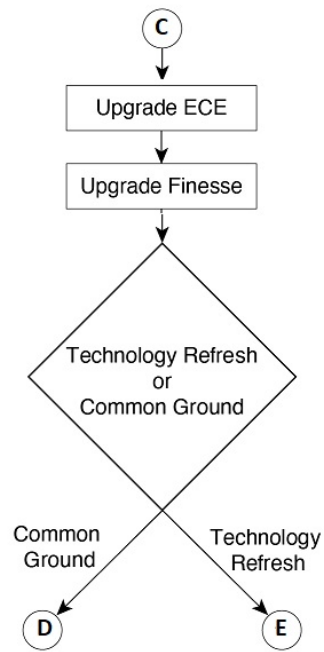 C
Upgrade ECE
Upgrade Finesse
Technology Refresh
or
Common Ground
Common
Ground
Technology
Refresh
D
E